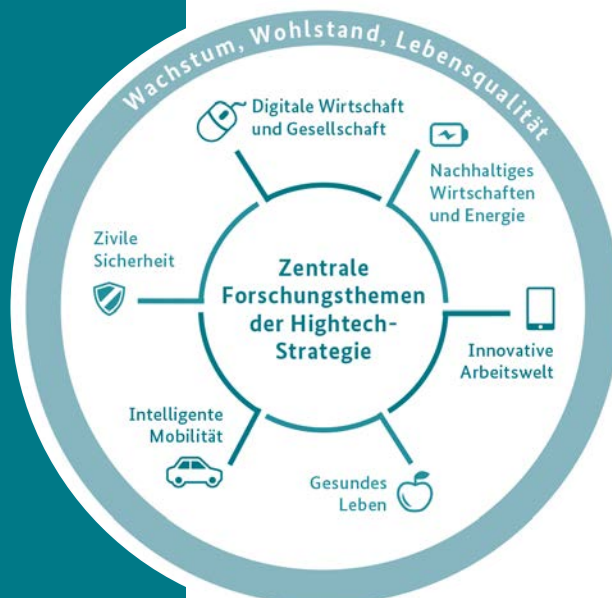 Wachstum, Wohlstand, Lebensqualität
Digitale Wirtschaft
und Gesellschaft
Nachhaltiges
Wirtschaften
und Energie
Zivile
Sicherheit
Zentrale
Forschungsthemen
der Hightech-
Strategie
Innovative
Arbeitswelt
Intelligente
Mobilität
Gesundes
Leben